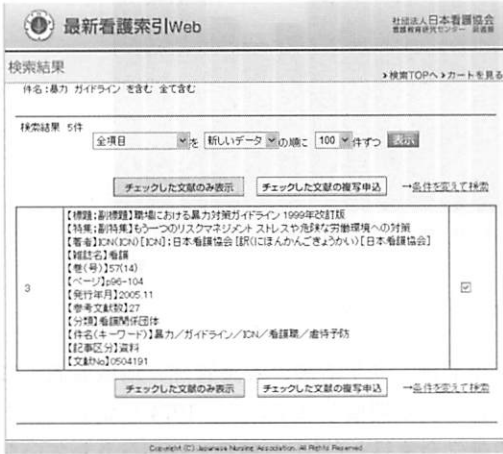 最新看護索引Web
社団法人日本看護協会
看護教育研究センター 図書館
検索結果
>検索TOPへ >カートを見る
件名:暴力 ガイドライン を含む 全て含む
検索結果 5件
全項目 を 新しいデータ の順に 100 件ずつ 表示
チェックした文献のみ表示 チェックした文献の複写申込 →条件を変えて検索
3
【標題;副標題】職場における暴力対策ガイドライン 1999年改訂版
【特集;副特集】もう一つのリスクマネジメント ストレスや危険な労働環境への対策
【著者】ICN(ICN)[ICN];日本看護協会[訳(にほんかんごきょうかい)[日本看護協会]
【雑誌名】看護
【巻(号)】57(14)
【ページ】p96-104
【発行年月】2005.11
【参考文献数】27
【分類】看護関係団体
【件名(キーワード)】暴力/ガイドライン/ICN/看護職/虐待予防
【記事区分】資料
【文献No】0504191
チェックした文献のみ表示 チェックした文献の複写申込 →条件を変えて検索
Copyright (C) Japanese Nursing Association. All Rights Reserved